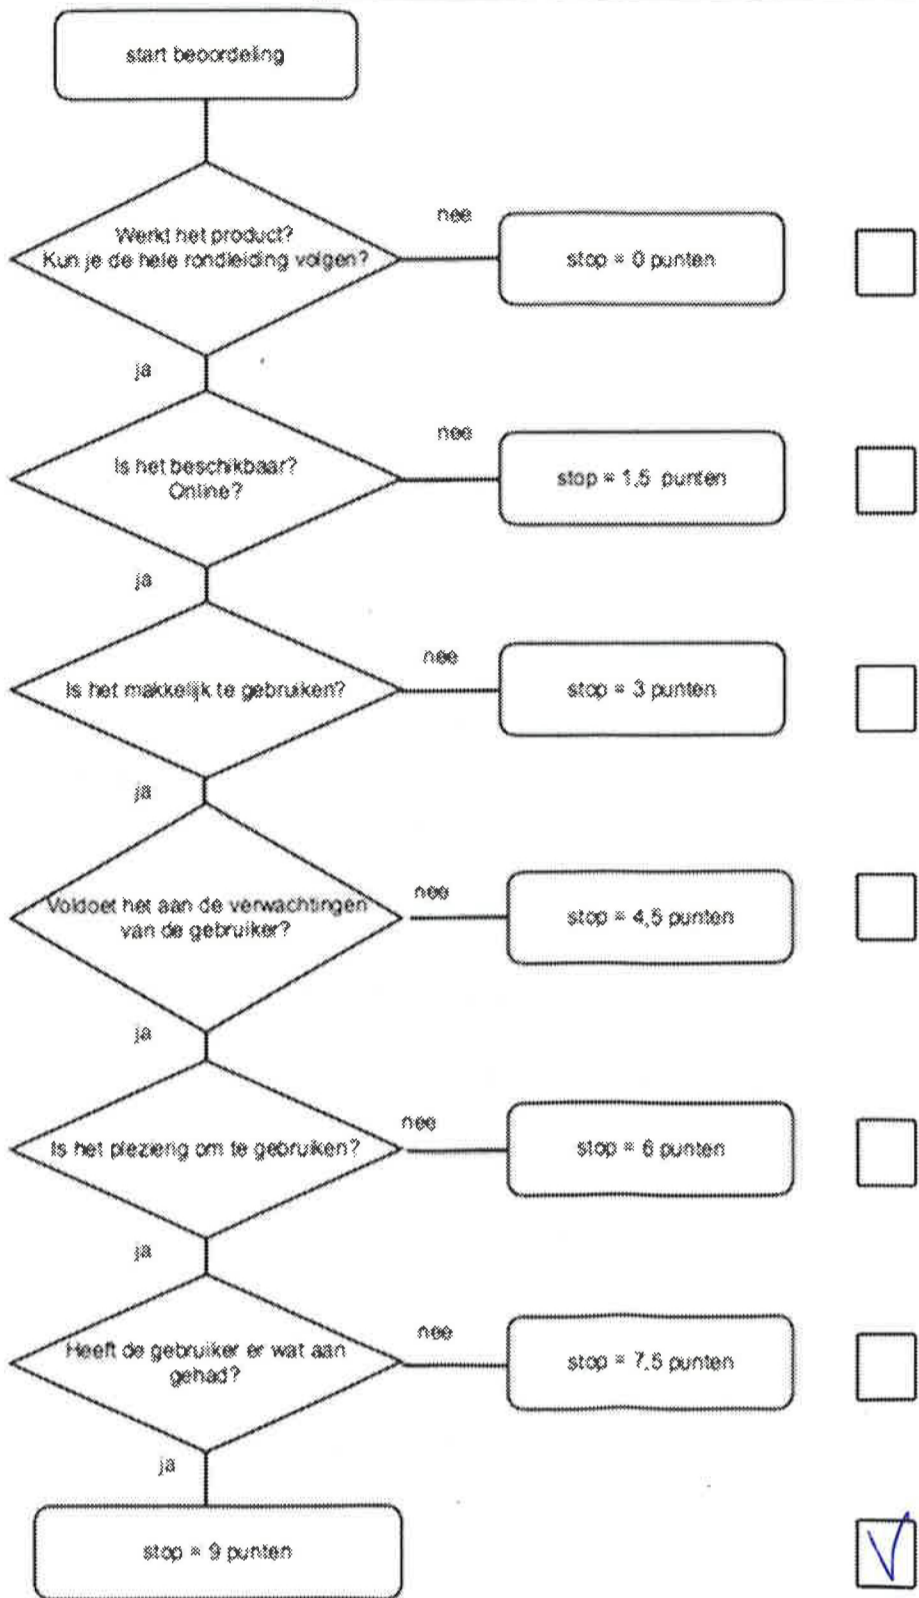 start beoordeling
Werkt het product?
Kun je de hele rondleiding volgen?
nee
stop = 0 punten
ja
Is het beschikbaar?
Online?
nee
stop = 1,5 punten
ja
Is het makkelijk te gebruiken?
nee
stop = 3 punten
ja
Voldoet het aan de verwachtingen
van de gebruiker?
nee
stop = 4,5 punten
ja
Is het plezierig om te gebruiken?
nee
stop = 6 punten
ja
Heeft de gebruiker er wat aan
gehad?
nee
stop = 7,5 punten
ja
stop = 9 punten